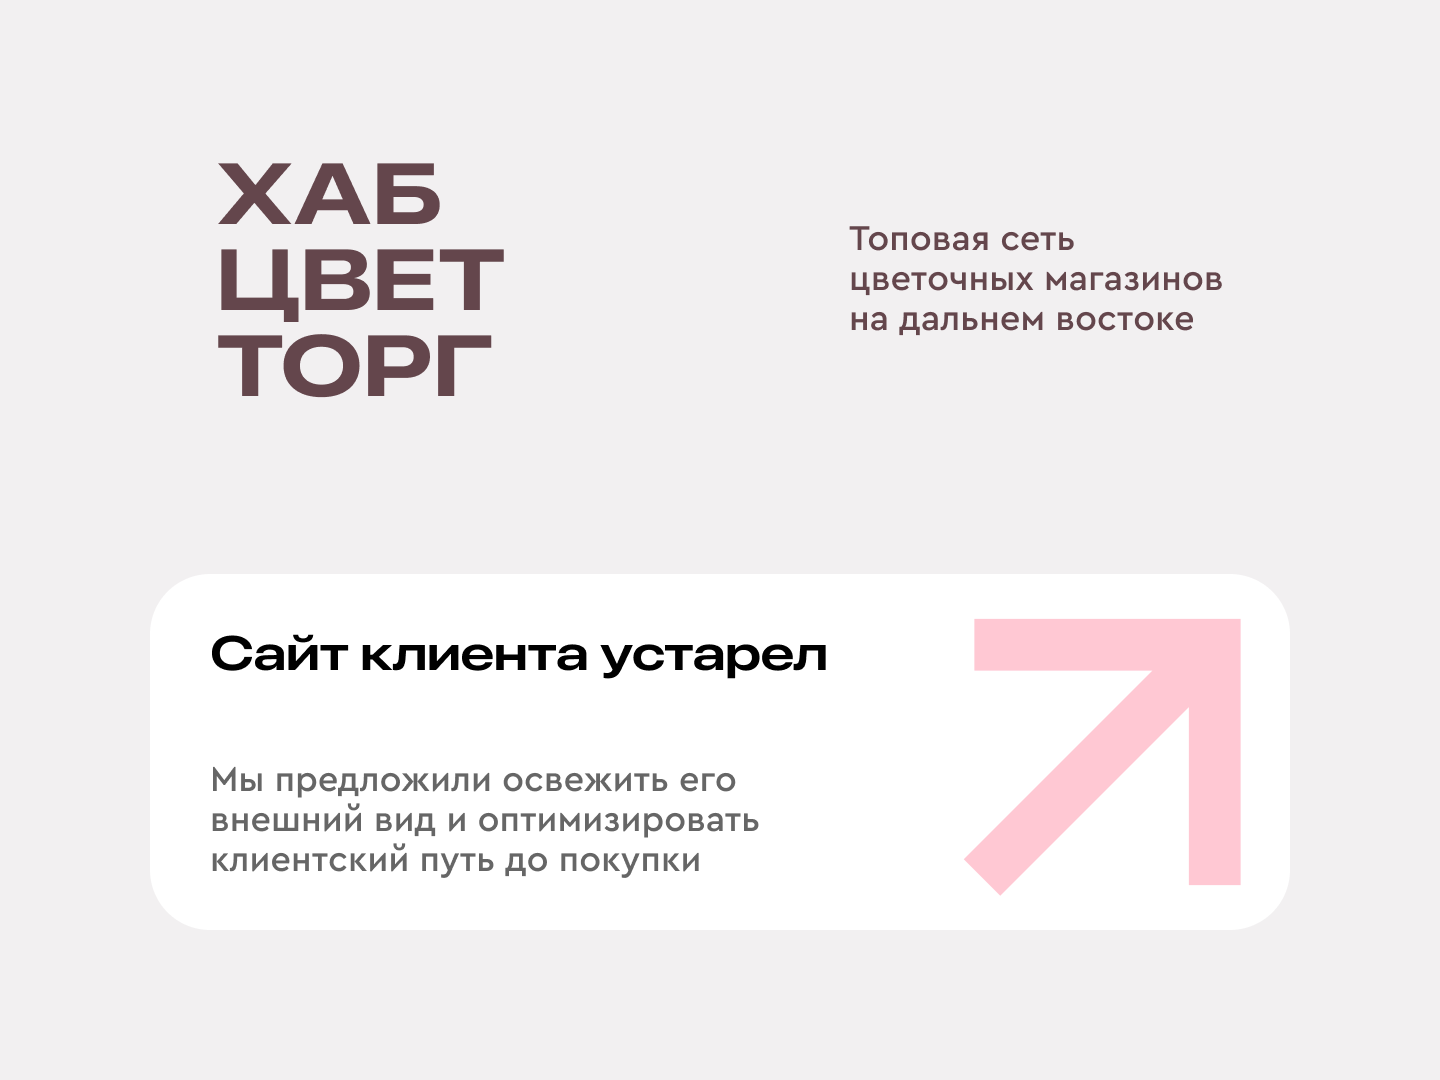 ХАБ
ЦВЕТ
ТОРГ
Топовая сеть
цветочных магазинов
на дальнем востоке
Сайт клиента устарел
Мы предложили освежить его
внешний вид и оптимизировать
клиентский путь до покупки